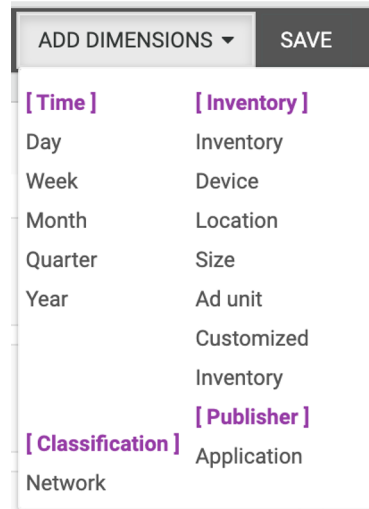 ADD DIMENSIONS
SAVE
[ Time ]
Day
Week
Month
Quarter
Year
[ Classification ]
Network
[ Inventory ]
Inventory
Device
Location
Size
Ad unit
Customized
Inventory
[ Publisher ]
Application